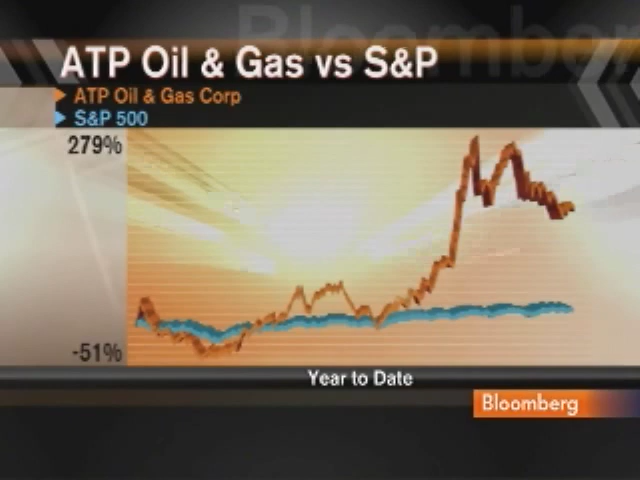 Bloomberg
ATP Oil & Gas vs S&P
ATP Oil & Gas Corp
S&P 500
279%
-51%
Year to Date
Bloomberg